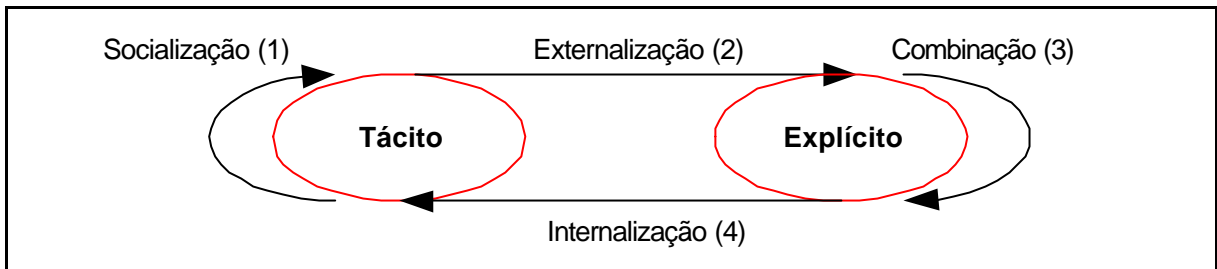 Socialização (1)
Externalização (2)
Combinação (3)
Tácito
Explícito
Internalização (4)